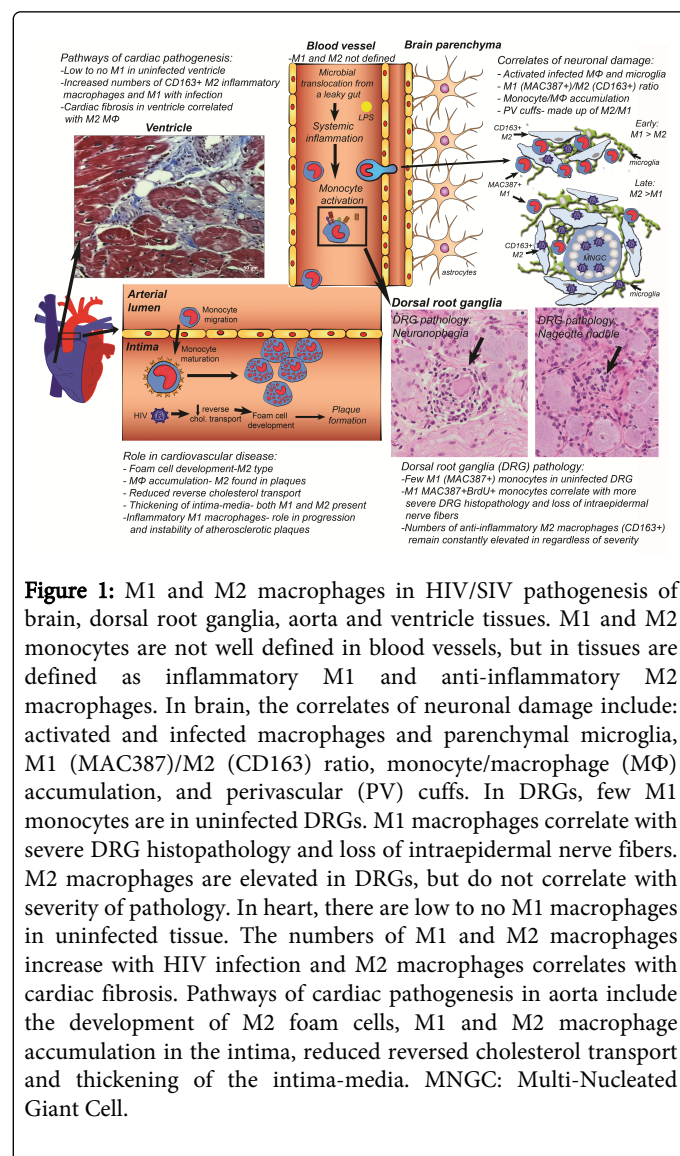 Pathways of cardiac pathogenesis:
-Low to no M1 in uninfected ventricle
-Increased numbers of CD163+ M2 inflammatory
macrophages and M1 with infection
-Cardiac fibrosis in ventricle correlated
with M2 MΦ
Ventricle
Blood vessel
-M1 and M2 not defined
Microbial
translocation from
a leaky gut
LPS
Systemic
inflammation
Monocyte
activation
Brain parenchyma
astrocytes
Correlates of neuronal damage:
- Activated infected MΦ and microglia
- M1 (MAC387+)/M2 (CD163+) ratio
- Monocyte/MΦ accumulation
- PV cuffs- made up of M2/M1
Early:
M1 > M2
CD163+
M2
microglia
MAC387+
M1
Late:
M2 >M1
CD163+
M2
MNGC
microglia
Arterial
lumen
Monocyte
migration
Intima
Monocyte
maturation
HIV
reverse
chol. transport
Foam cell
development
Plaque
formation
Dorsal root ganglia
DRG pathology:
Neuronophagia
DRG pathology:
Nageotte nodule
Role in cardiovascular disease:
- Foam cell development-M2 type
- MΦ accumulation- M2 found in plaques
- Reduced reverse cholesterol transport
- Thickening of intima-media- both M1 and M2 present
-Inflammatory M1 macrophages- role in progression
and instability of atherosclerotic plaques
Dorsal root ganglia (DRG) pathology:
-Few M1 (MAC387+) monocytes in uninfected DRG
-M1 MAC387+BrdU+ monocytes correlate with more
severe DRG histopathology and loss of intraepidermal
nerve fibers
-Numbers of anti-inflammatory M2 macrophages (CD163+)
remain constantly elevated in regardless of severity
Figure 1: M1 and M2 macrophages in HIV/SIV pathogenesis of
brain, dorsal root ganglia, aorta and ventricle tissues. M1 and M2
monocytes are not well defined in blood vessels, but in tissues are
defined as inflammatory M1 and anti-inflammatory M2
macrophages. In brain, the correlates of neuronal damage include:
activated and infected macrophages and parenchymal microglia,
M1 (MAC387)/M2 (CD163) ratio, monocyte/macrophage (MΦ)
accumulation, and perivascular (PV) cuffs. In DRGs, few M1
monocytes are in uninfected DRGs. M1 macrophages correlate with
severe DRG histopathology and loss of intraepidermal nerve fibers.
M2 macrophages are elevated in DRGs, but do not correlate with
severity of pathology. In heart, there are low to no M1 macrophages
in uninfected tissue. The numbers of M1 and M2 macrophages
increase with HIV infection and M2 macrophages correlates with
cardiac fibrosis. Pathways of cardiac pathogenesis in aorta include
the development of M2 foam cells, M1 and M2 macrophage
accumulation in the intima, reduced reversed cholesterol transport
and thickening of the intima-media. MNGC: Multi-Nucleated
Giant Cell.